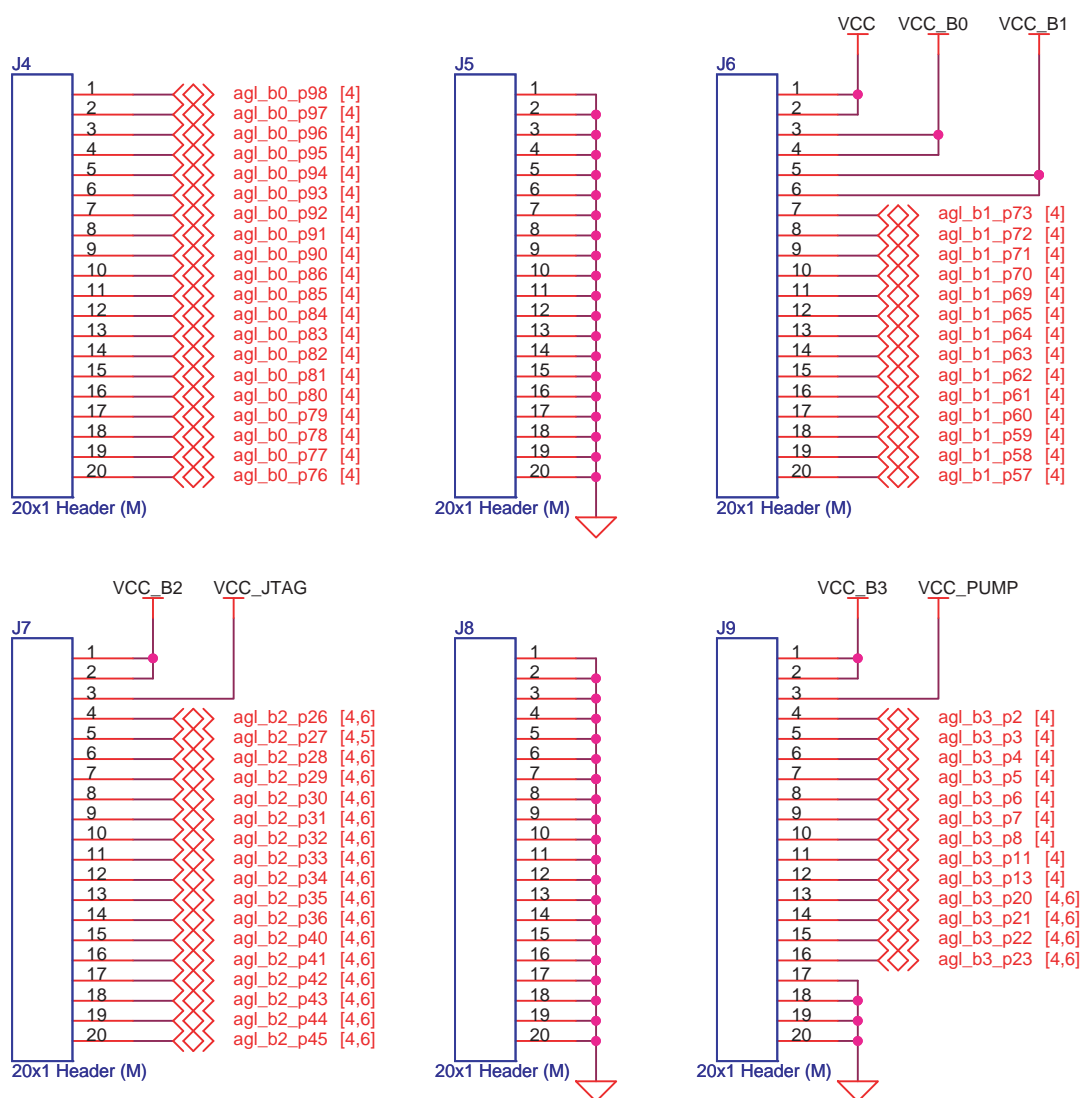 VCC VCC_B0 VCC_B1
J4
1 agl_b0_p98 [4]
2 agl_b0_p97 [4]
3 agl_b0_p96 [4]
4 agl_b0_p95 [4]
5 agl_b0_p94 [4]
6 agl_b0_p93 [4]
7 agl_b0_p92 [4]
8 agl_b0_p91 [4]
9 agl_b0_p90 [4]
10 agl_b0_p86 [4]
11 agl_b0_p85 [4]
12 agl_b0_p84 [4]
13 agl_b0_p83 [4]
14 agl_b0_p82 [4]
15 agl_b0_p81 [4]
16 agl_b0_p80 [4]
17 agl_b0_p79 [4]
18 agl_b0_p78 [4]
19 agl_b0_p77 [4]
20 agl_b0_p76 [4]
20x1 Header (M)
J5
1
2
3
4
5
6
7
8
9
10
11
12
13
14
15
16
17
18
19
20
20x1 Header (M)
J6
1
2
3
4
5
6
7 agl_b1_p73 [4]
8 agl_b1_p72 [4]
9 agl_b1_p71 [4]
10 agl_b1_p70 [4]
11 agl_b1_p69 [4]
12 agl_b1_p65 [4]
13 agl_b1_p64 [4]
14 agl_b1_p63 [4]
15 agl_b1_p62 [4]
16 agl_b1_p61 [4]
17 agl_b1_p60 [4]
18 agl_b1_p59 [4]
19 agl_b1_p58 [4]
20 agl_b1_p57 [4]
20x1 Header (M)
VCC_B2 VCC_JTAG
J7
1
2
3
4 agl_b2_p26 [4,6]
5 agl_b2_p27 [4,5]
6 agl_b2_p28 [4,6]
7 agl_b2_p29 [4,6]
8 agl_b2_p30 [4,6]
9 agl_b2_p31 [4,6]
10 agl_b2_p32 [4,6]
11 agl_b2_p33 [4,6]
12 agl_b2_p34 [4,6]
13 agl_b2_p35 [4,6]
14 agl_b2_p36 [4,6]
15 agl_b2_p40 [4,6]
16 agl_b2_p41 [4,6]
17 agl_b2_p42 [4,6]
18 agl_b2_p43 [4,6]
19 agl_b2_p44 [4,6]
20 agl_b2_p45 [4,6]
20x1 Header (M)
J8
1
2
3
4
5
6
7
8
9
10
11
12
13
14
15
16
17
18
19
20
20x1 Header (M)
VCC_B3 VCC_PUMP
J9
1
2
3
4 agl_b3_p2 [4]
5 agl_b3_p3 [4]
6 agl_b3_p4 [4]
7 agl_b3_p5 [4]
8 agl_b3_p6 [4]
9 agl_b3_p7 [4]
10 agl_b3_p8 [4]
11 agl_b3_p11 [4]
12 agl_b3_p13 [4]
13 agl_b3_p20 [4,6]
14 agl_b3_p21 [4,6]
15 agl_b3_p22 [4,6]
16 agl_b3_p23 [4,6]
17
18
19
20
20x1 Header (M)